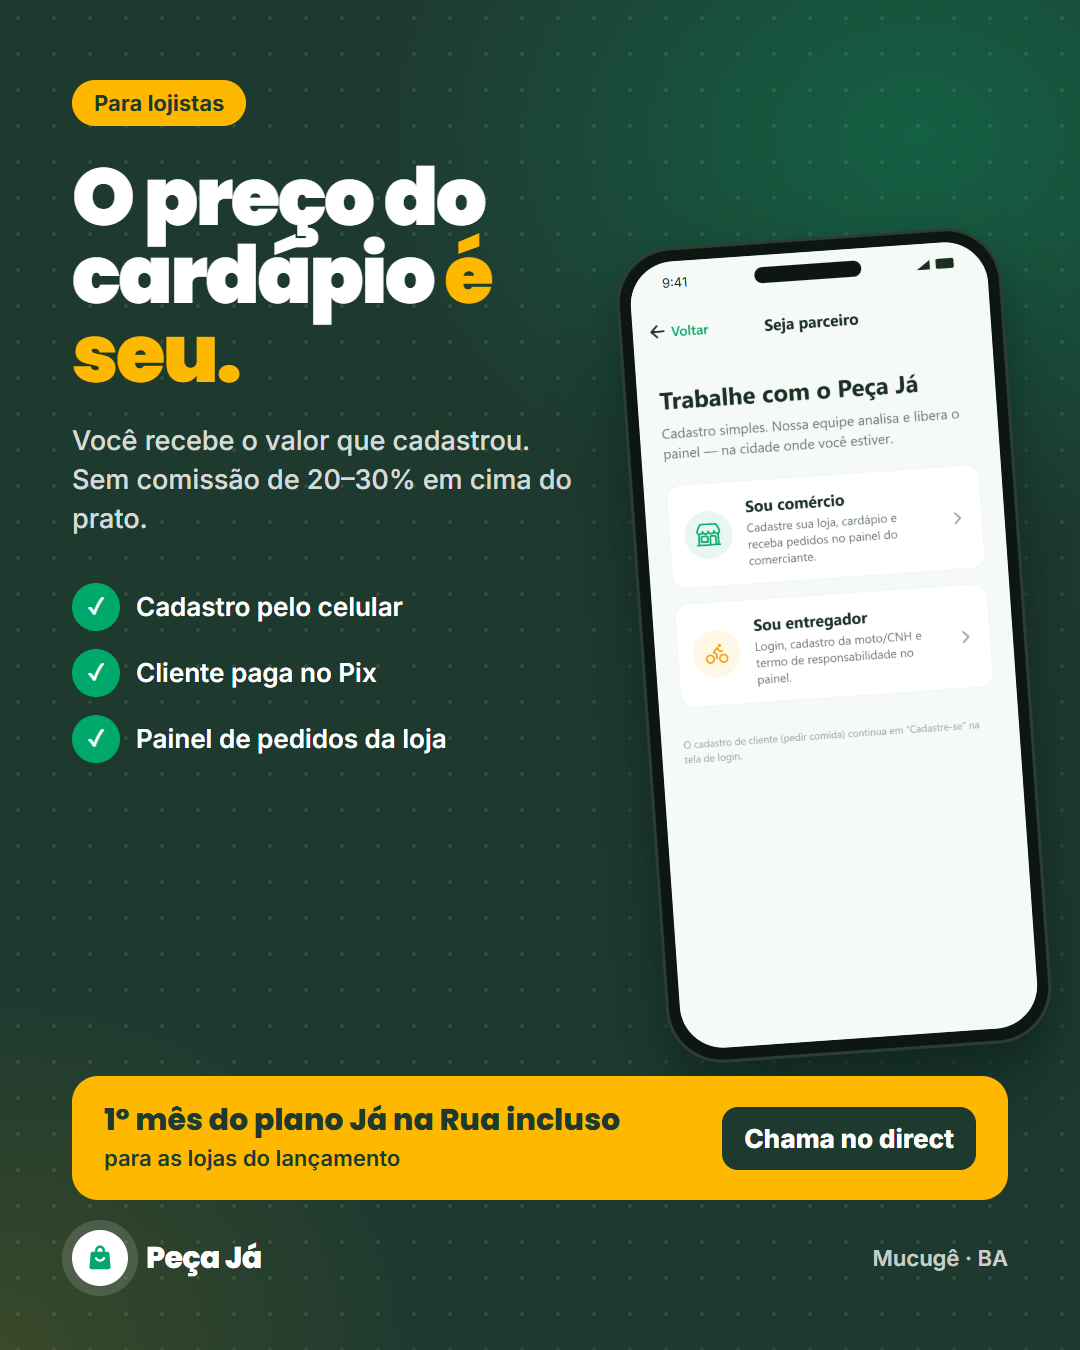 Para lojistas
O preço do
cardápio é
seu.
Você recebe o valor que cadastrou.
Sem comissão de 20–30% em cima do
prato.
✓ Cadastro pelo celular
✓ Cliente paga no Pix
✓ Painel de pedidos da loja
9:41
← Voltar
Seja parceiro
Trabalhe com o Peça Já
Cadastro simples. Nossa equipe analisa e libera o
painel — na cidade onde você estiver.
Sou comércio
Cadastre sua loja, cardápio e
receba pedidos no painel do
comerciante.
Sou entregador
Login, cadastro da moto/CNH e
termo de responsabilidade no
painel.
O cadastro de cliente (pedir comida) continua em "Cadastre-se" na
tela de login.
1º mês do plano Já na Rua incluso
para as lojas do lançamento
Chama no direct
Peça Já
Mucugê · BA